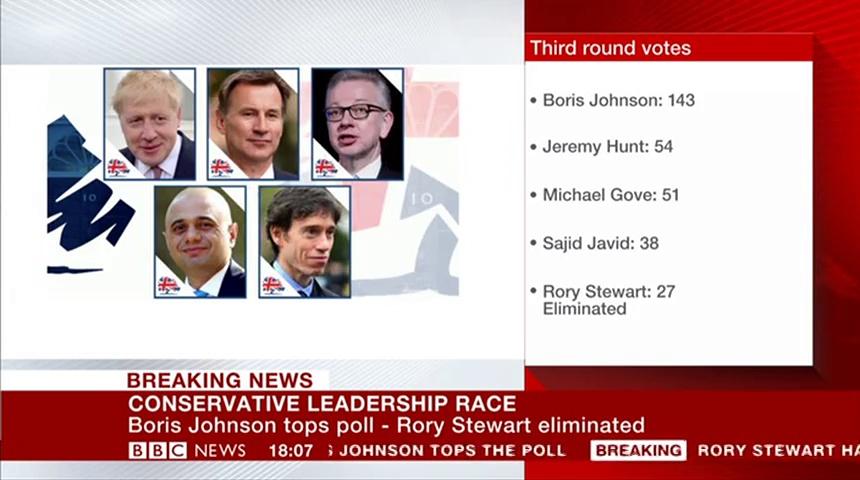 Third round votes
• Boris Johnson: 143
• Jeremy Hunt: 54
• Michael Gove: 51
• Sajid Javid: 38
• Rory Stewart: 27
Eliminated
10
10
BREAKING NEWS
CONSERVATIVE LEADERSHIP RACE
Boris Johnson tops poll - Rory Stewart eliminated
BBC NEWS 18:07 JOHNSON TOPS THE POLL BREAKING RORY STEWART HA